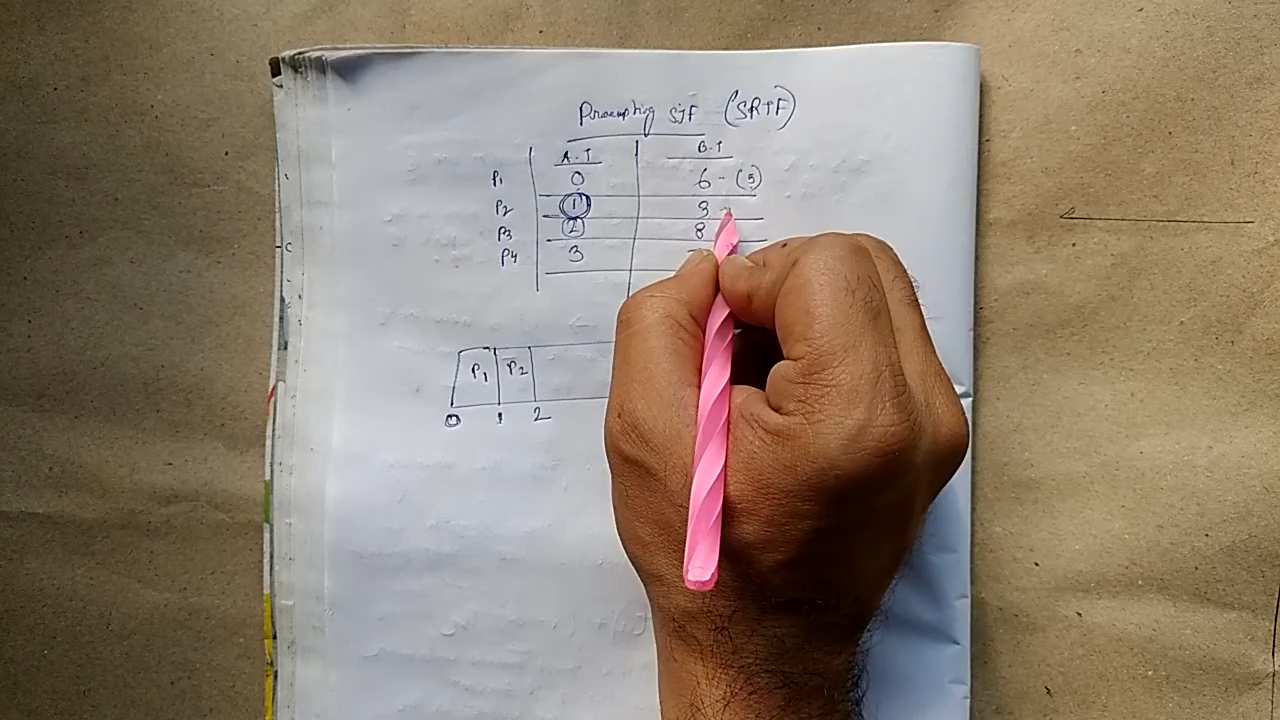 Preempting SJF (SRTF)
A.T B.T
P1 0 6 - (5)
P2 1 3 -
P3 2 8
P4 3
P1 P2
0 1 2
C